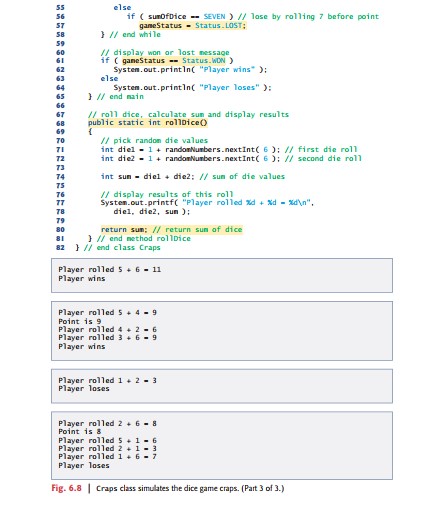 55 else
56 if ( sumOfDice == SEVEN ) // lose by rolling 7 before point
57 gameStatus = Status.LOST;
58 } // end while
59
60 // display won or lost message
61 if ( gameStatus == Status.WON )
62 System.out.println( "Player wins" );
63 else
64 System.out.println( "Player loses" );
65 } // end main
66
67 // roll dice, calculate sum and display results
68 public static int rollDice()
69 {
70 // pick random die values
71 int die1 = 1 + randomNumbers.nextInt( 6 ); // first die roll
72 int die2 = 1 + randomNumbers.nextInt( 6 ); // second die roll
73
74 int sum = die1 + die2; // sum of die values
75
76 // display results of this roll
77 System.out.printf( "Player rolled %d + %d = %d\n",
78 die1, die2, sum );
79
80 return sum; // return sum of dice
81 } // end method rollDice
82 } // end class Craps
Player rolled 5 + 6 = 11
Player wins
Player rolled 5 + 4 = 9
Point is 9
Player rolled 4 + 2 = 6
Player rolled 3 + 6 = 9
Player wins
Player rolled 1 + 2 = 3
Player loses
Player rolled 2 + 6 = 8
Point is 8
Player rolled 5 + 1 = 6
Player rolled 2 + 1 = 3
Player rolled 1 + 6 = 7
Player loses
Fig. 6.8 | Craps class simulates the dice game craps. (Part 3 of 3.)